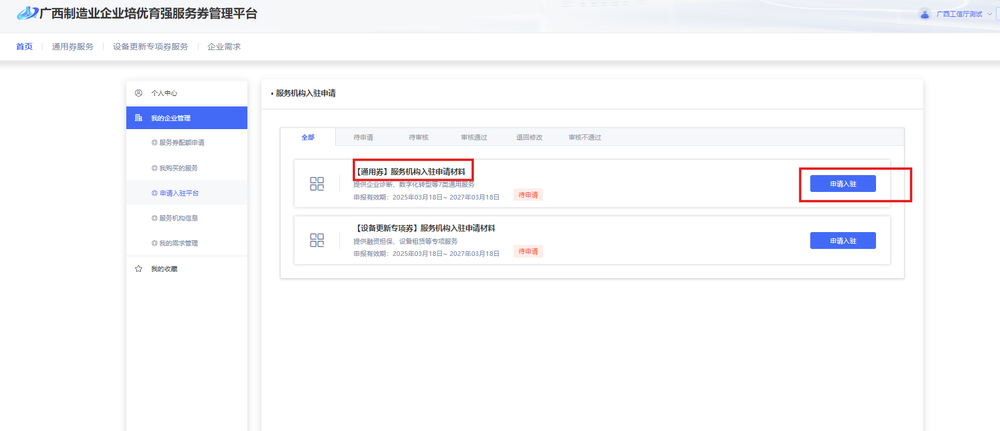 广西制造业企业培优育强服务券管理平台
广西工信厅测试
首页 通用券服务 设备更新专项券服务 企业需求
个人中心
我的企业管理
服务券配额申请
我购买的服务
申请入驻平台
服务机构信息
我的需求管理
我的收藏
• 服务机构入驻申请
全部 待申请 待审核 审核通过 退回修改 审核不通过
【通用券】服务机构入驻申请材料
提供企业诊断、数字化转型等7类通用服务
申报有效期：2025年03月18日~ 2027年03月18日 待申请
申请入驻
【设备更新专项券】服务机构入驻申请材料
提供融资担保、设备租赁等专项服务
申报有效期：2025年03月18日~ 2027年03月18日 待申请
申请入驻